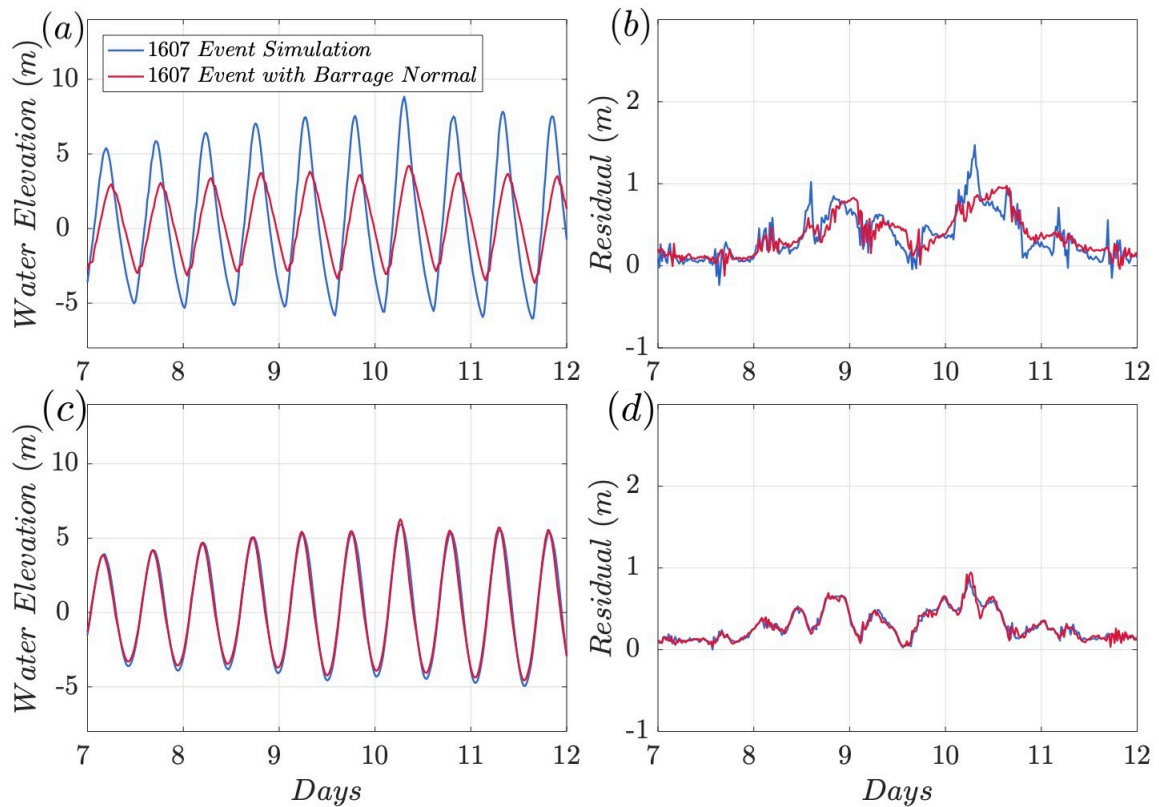 (a)
1607 Event Simulation
1607 Event with Barrage Normal
Water Elevation (m)
10
5
0
-5
7 8 9 10 11 12
(b)
Residual (m)
2
1
0
-1
7 8 9 10 11 12
(c)
Water Elevation (m)
10
5
0
-5
7 8 9 10 11 12
Days
(d)
Residual (m)
2
1
0
-1
7 8 9 10 11 12
Days